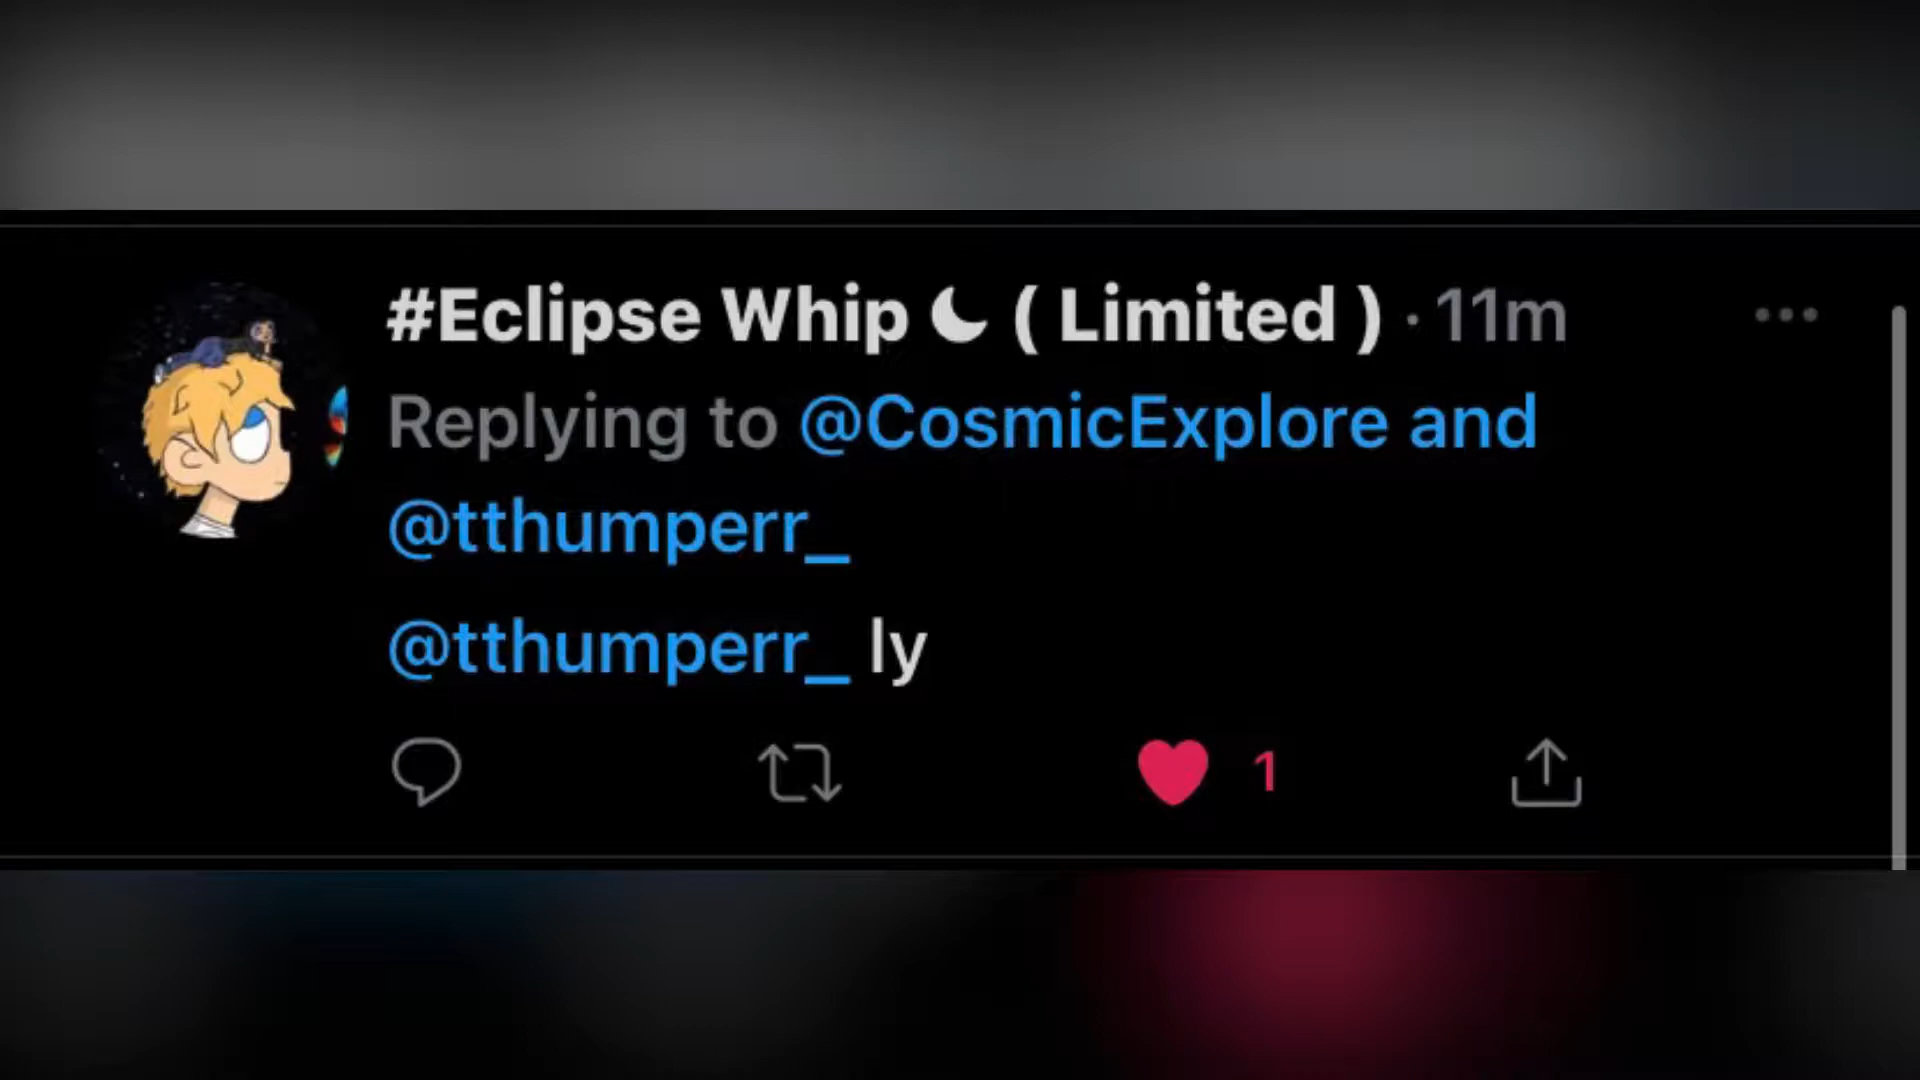 #Eclipse Whip 🌙 ( Limited ) · 11m
Replying to @CosmicExplore and
@tthumperr_
@tthumperr_ ly
1